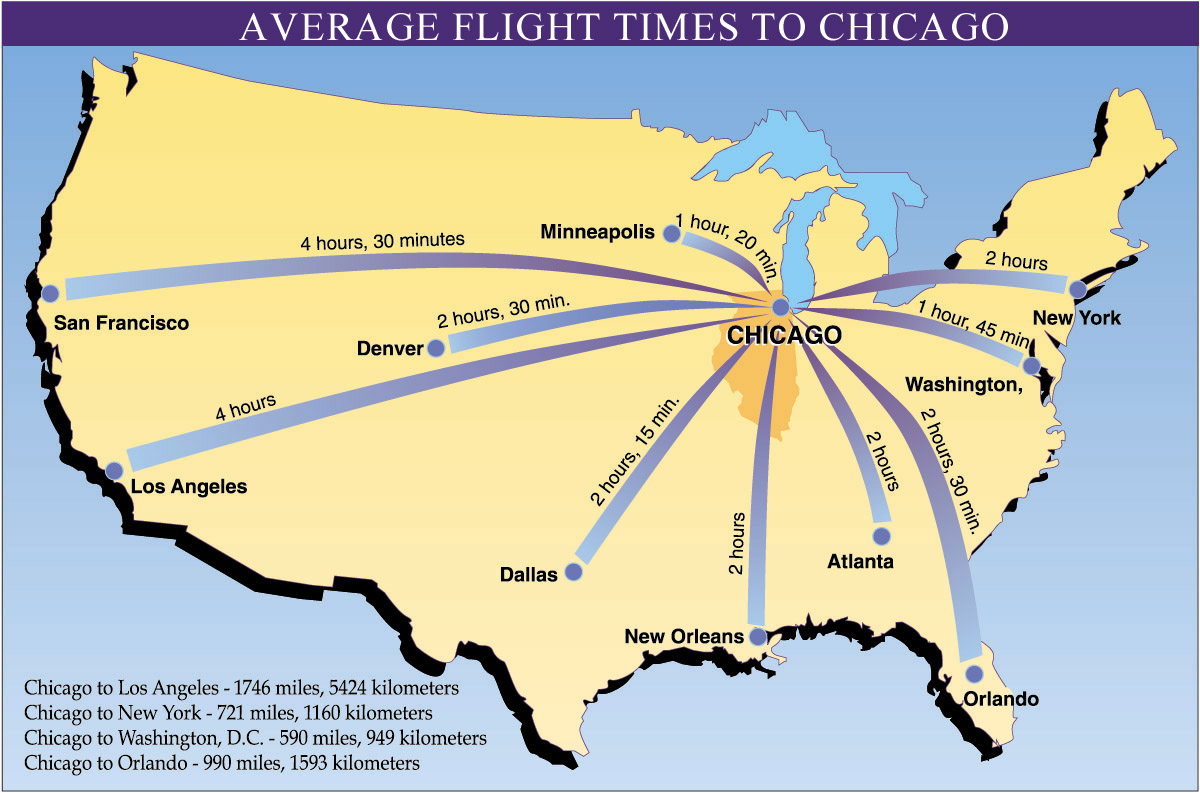 AVERAGE FLIGHT TIMES TO CHICAGO
Minneapolis
1 hour, 20 min.
4 hours, 30 minutes
2 hours
San Francisco
2 hours, 30 min.
Denver
CHICAGO
1 hour, 45 min
New York
Washington,
4 hours
Los Angeles
2 hours, 15 min.
Dallas
2 hours
New Orleans
2 hours
Atlanta
2 hours, 30 min.
Orlando
Chicago to Los Angeles - 1746 miles, 5424 kilometers
Chicago to New York - 721 miles, 1160 kilometers
Chicago to Washington, D.C. - 590 miles, 949 kilometers
Chicago to Orlando - 990 miles, 1593 kilometers